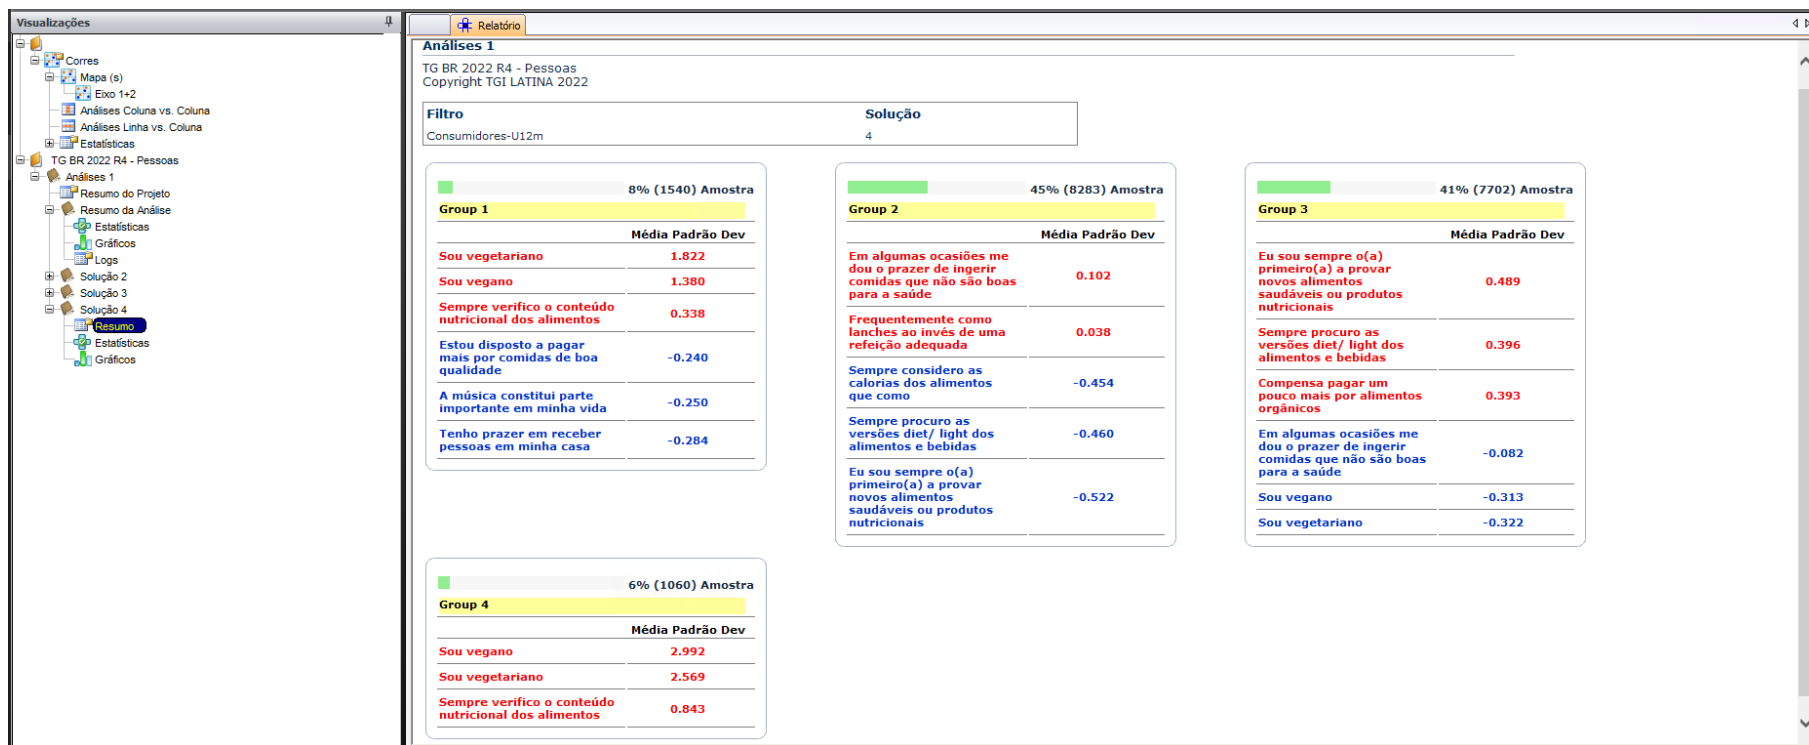 Visualizações
Corres
Mapa (s)
Eixo 1+2
Análises Coluna vs. Coluna
Análises Linha vs. Coluna
Estatísticas
TG BR 2022 R4 - Pessoas
Análises 1
Resumo do Projeto
Resumo da Análise
Estatísticas
Gráficos
Logs
Solução 2
Solução 3
Solução 4
Resumo
Estatísticas
Gráficos
Relatório
Análises 1
TG BR 2022 R4 - Pessoas
Copyright TGI LATINA 2022
Filtro Solução
Consumidores-U12m 4
8% (1540) Amostra
Group 1
Média Padrão Dev
Sou vegetariano 1.822
Sou vegano 1.380
Sempre verifico o conteúdo
nutricional dos alimentos 0.338
Estou disposto a pagar
mais por comidas de boa -0.240
qualidade
A música constitui parte
importante em minha vida -0.250
Tenho prazer em receber
pessoas em minha casa -0.284
45% (8283) Amostra
Group 2
Média Padrão Dev
Em algumas ocasiões me
dou o prazer de ingerir
comidas que não são boas 0.102
para a saúde
Frequentemente como
lanches ao invés de uma 0.038
refeição adequada
Sempre considero as
calorias dos alimentos -0.454
que como
Sempre procuro as
versões diet/ light dos -0.460
alimentos e bebidas
Eu sou sempre o(a)
primeiro(a) a provar
novos alimentos -0.522
saudáveis ou produtos
nutricionais
41% (7702) Amostra
Group 3
Média Padrão Dev
Eu sou sempre o(a)
primeiro(a) a provar
novos alimentos 0.489
saudáveis ou produtos
nutricionais
Sempre procuro as
versões diet/ light dos 0.396
alimentos e bebidas
Compensa pagar um
pouco mais por alimentos 0.393
orgânicos
Em algumas ocasiões me
dou o prazer de ingerir
comidas que não são boas -0.082
para a saúde
Sou vegano -0.313
Sou vegetariano -0.322
6% (1060) Amostra
Group 4
Média Padrão Dev
Sou vegano 2.992
Sou vegetariano 2.569
Sempre verifico o conteúdo
nutricional dos alimentos 0.843